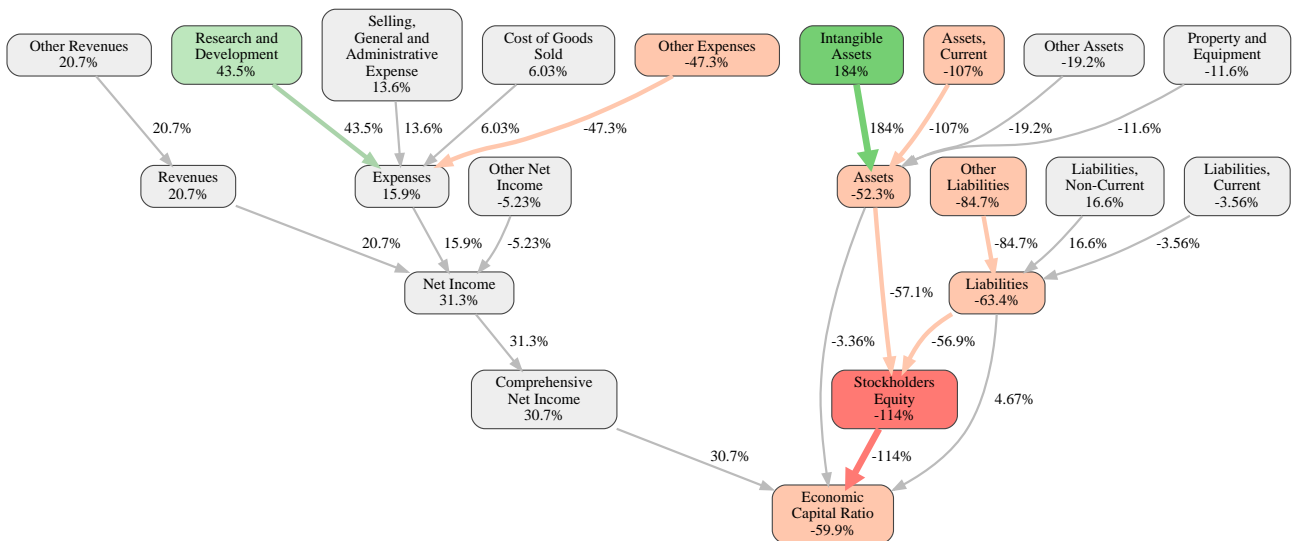 Other Revenues
20.7%
Research and
Development
43.5%
Selling,
General and
Administrative
Expense
13.6%
Cost of Goods
Sold
6.03%
Other Expenses
-47.3%
Intangible
Assets
184%
Assets,
Current
-107%
Other Assets
-19.2%
Property and
Equipment
-11.6%
20.7%
43.5%
13.6%
6.03%
-47.3%
184%
-107%
-19.2%
-11.6%
Revenues
20.7%
Expenses
15.9%
Other Net
Income
-5.23%
Assets
-52.3%
Other
Liabilities
-84.7%
Liabilities,
Non-Current
16.6%
Liabilities,
Current
-3.56%
20.7%
15.9%
-5.23%
-84.7%
16.6%
-3.56%
Net Income
31.3%
-57.1%
Liabilities
-63.4%
31.3%
-3.36%
-56.9%
Comprehensive
Net Income
30.7%
Stockholders
Equity
-114%
4.67%
30.7%
-114%
Economic
Capital Ratio
-59.9%